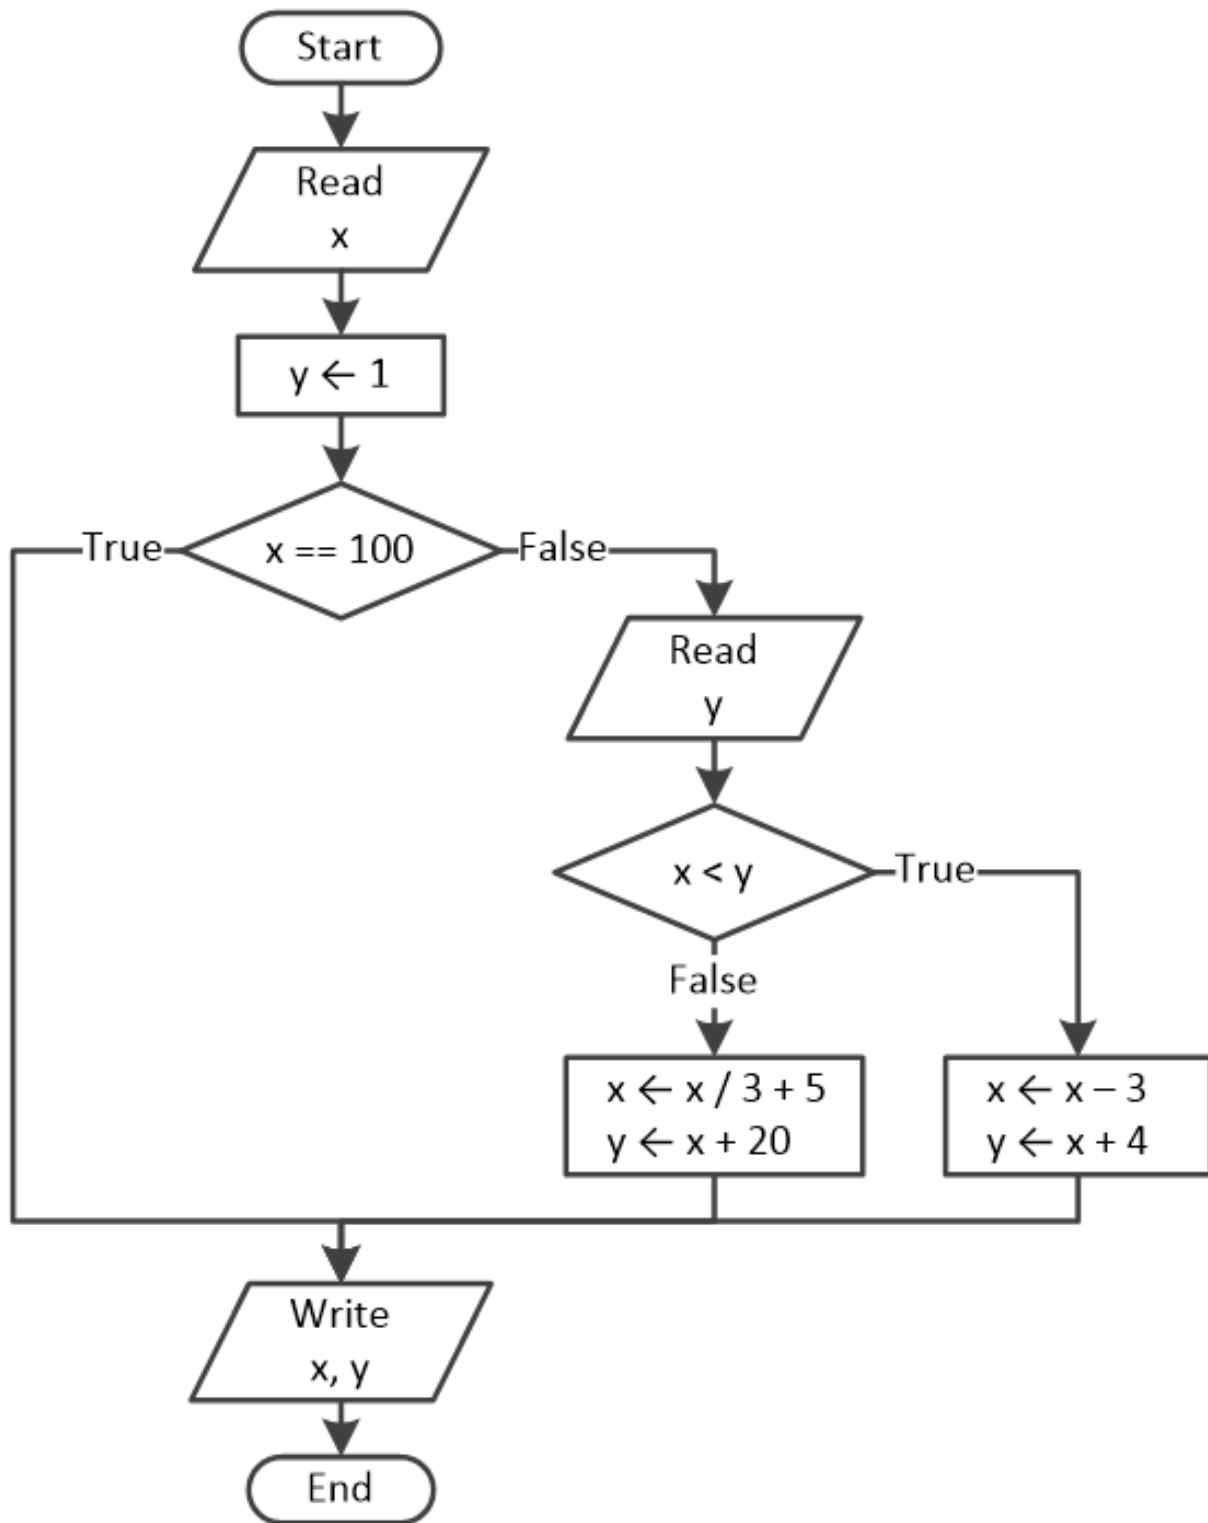 Start
Read
x
y ← 1
True
x == 100
False
Read
y
x < y
True
False
x ← x / 3 + 5
y ← x + 20
x ← x – 3
y ← x + 4
Write
x, y
End